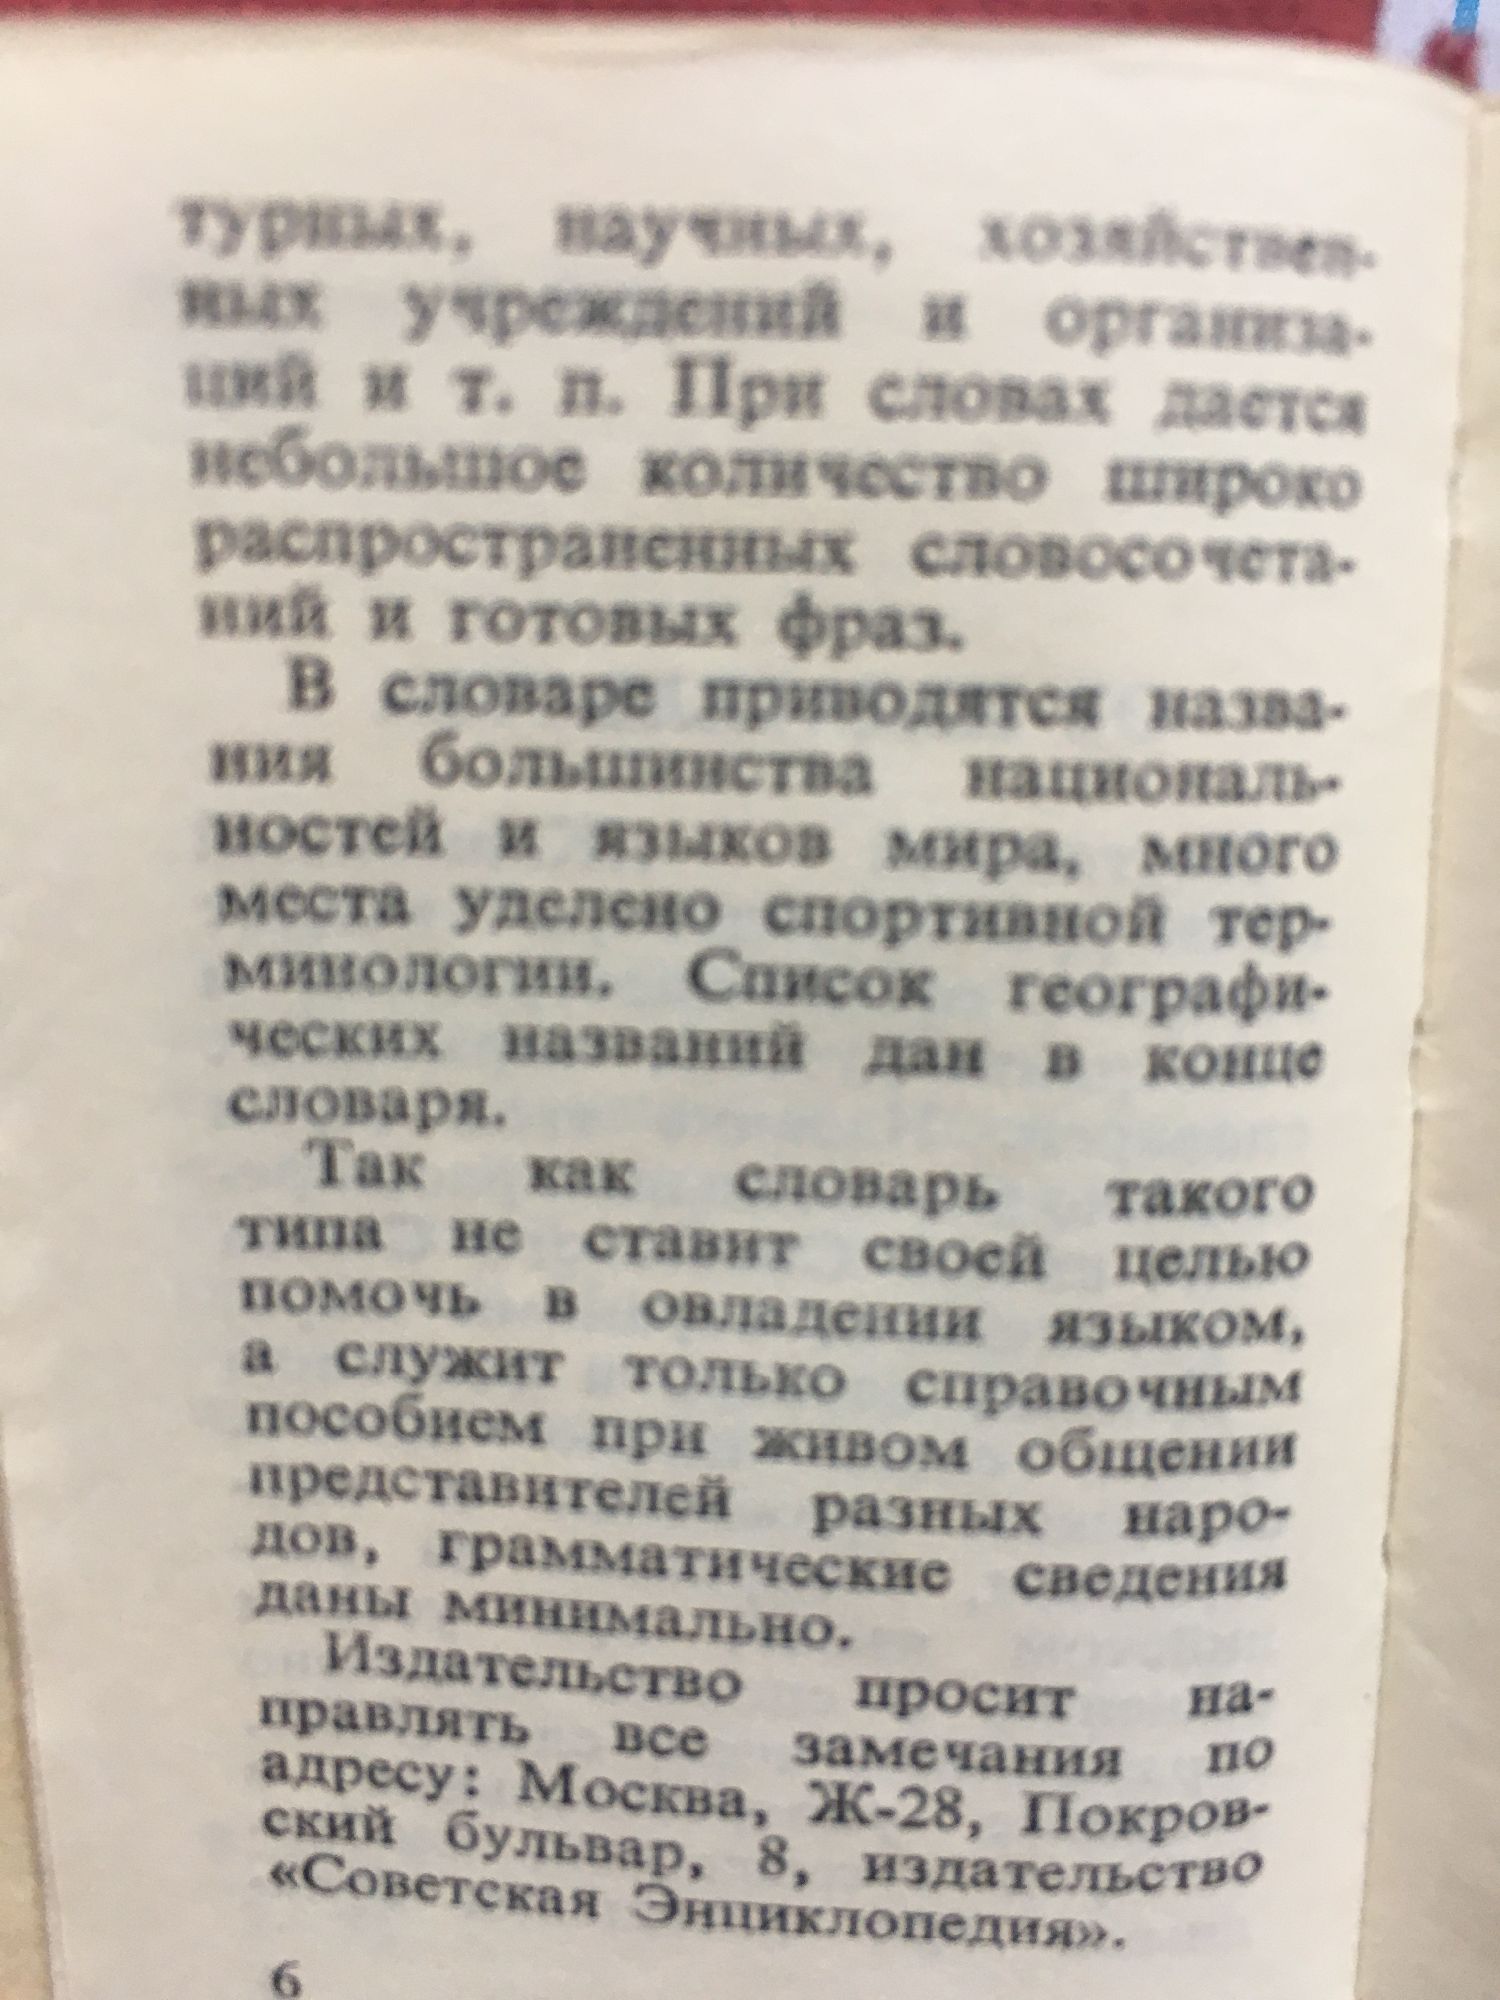 турных, научных, хозяйствен-
ных учреждений и организа-
ций и т. п. При словах дается
небольшое количество широко
распространенных словосочета-
ний и готовых фраз.
В словаре приводятся назва-
ния большинства националь-
ностей и языков мира, много
места уделено спортивной тер-
минологии. Список географи-
ческих названий дан в конце
словаря.
Так как словарь такого
типа не ставит своей целью
помочь в овладении языком,
а служит только справочным
пособием при живом общении
представителей разных наро-
дов, грамматические сведения
даны минимально.
Издательство просит на-
правлять все замечания по
адресу: Москва, Ж-28, Покров-
ский бульвар, 8, издательство
«Советская Энциклопедия».
6